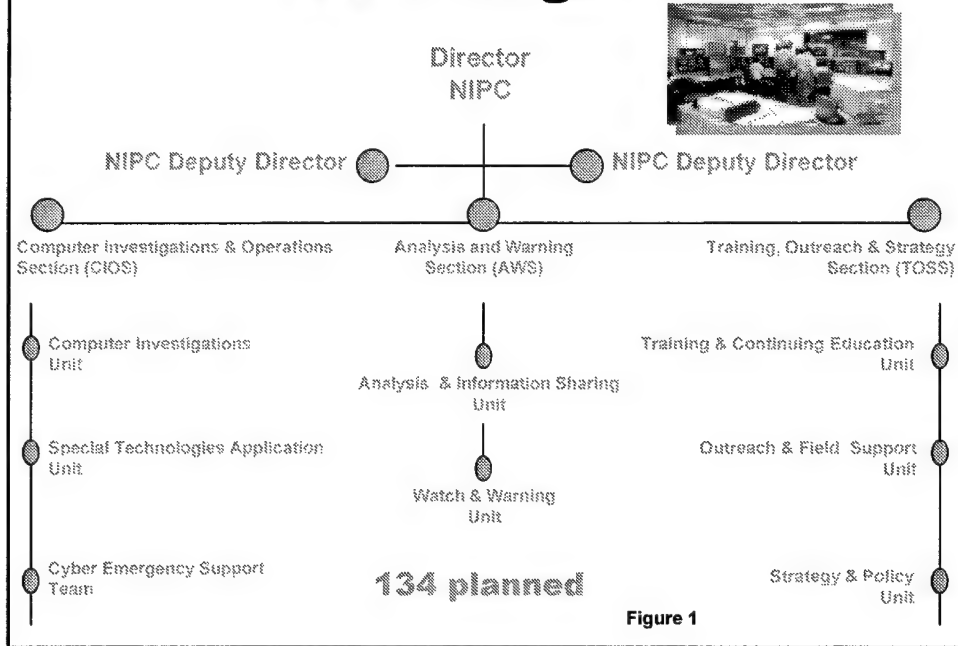 Director
NIPC
NIPC Deputy Director
NIPC Deputy Director
Computer Investigations & Operations
Section (CIOS)
Analysis and Warning
Section (AWS)
Training, Outreach & Strategy
Section (TOSS)
Computer Investigations
Unit
Special Technologies Application
Unit
Cyber Emergency Support
Team
Analysis & Information Sharing
Unit
Watch & Warning
Unit
134 planned
Training & Continuing Education
Unit
Outreach & Field Support
Unit
Strategy & Policy
Unit
Figure 1